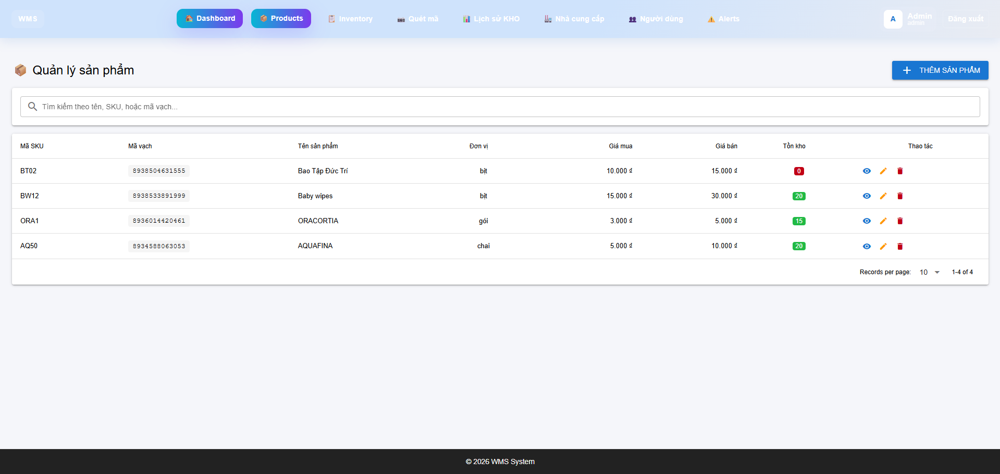 WMS
🏠 Dashboard
📦 Products
📋 Inventory
📷 Quét mã
📊 Lịch sử KHO
🏭 Nhà cung cấp
👥 Người dùng
⚠️ Alerts
A
Admin
admin
Đăng xuất
📦 Quản lý sản phẩm
+ THÊM SẢN PHẨM
Tìm kiếm theo tên, SKU, hoặc mã vạch...
Mã SKU Mã vạch Tên sản phẩm Đơn vị Giá mua Giá bán Tồn kho Thao tác
BT02 8938504631555 Bao Tập Đức Trí bịt 10.000 ₫ 15.000 ₫ 0
BW12 8938533891999 Baby wipes bịt 15.000 ₫ 30.000 ₫ 20
ORA1 8936014420461 ORACORTIA gói 3.000 ₫ 5.000 ₫ 15
AQ50 8934588063053 AQUAFINA chai 5.000 ₫ 10.000 ₫ 20
Records per page: 10 1-4 of 4
© 2026 WMS System